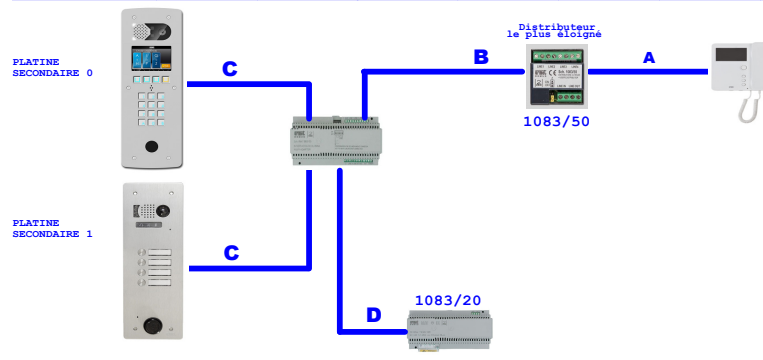 Distributeur
le plus éloigné
PLATINE
SECONDAIRE 0
C
B
A
1083/50
PLATINE
SECONDAIRE 1
C
1083/20
D